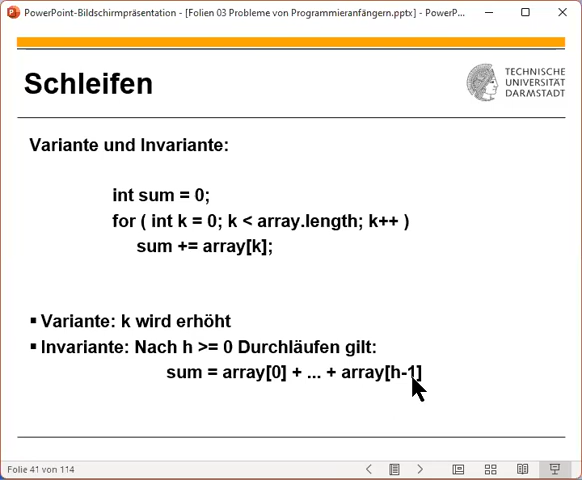 PowerPoint-Bildschirmpräsentation - [Folien 03 Probleme von Programmieranfängern.pptx] - PowerP...
Schleifen
TECHNISCHE
UNIVERSITÄT
DARMSTADT
Variante und Invariante:
int sum = 0;
for ( int k = 0; k < array.length; k++ )
sum += array[k];
▪ Variante: k wird erhöht
▪ Invariante: Nach h >= 0 Durchläufen gilt:
sum = array[0] + ... + array[h-1]
Folie 41 von 114